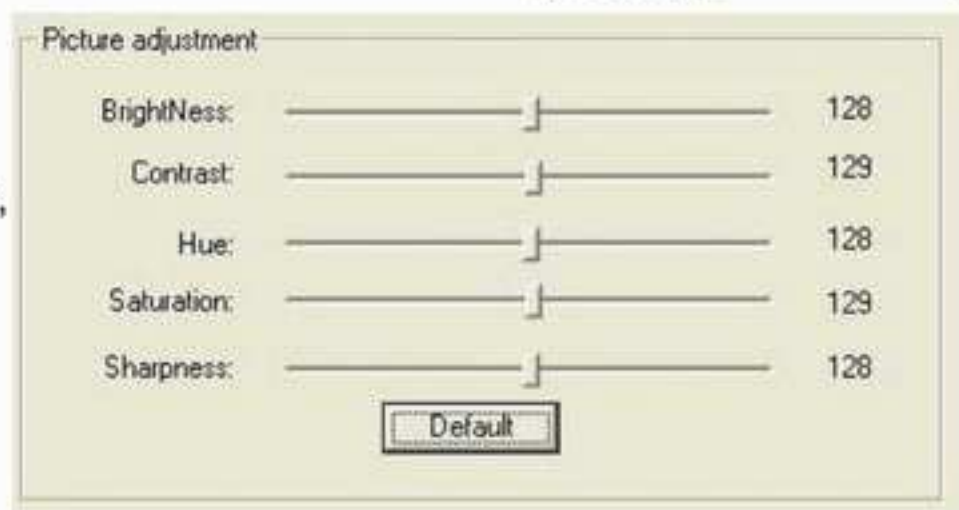 Picture adjustment
BrightNess: 128
Contrast: 129
Hue: 128
Saturation: 129
Sharpness: 128
Default